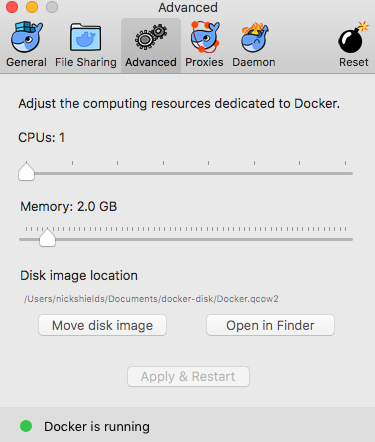 Advanced
General
File Sharing
Advanced
Proxies
Daemon
Reset
Adjust the computing resources dedicated to Docker.
CPUs: 1
Memory: 2.0 GB
Disk image location
/Users/nickshields/Documents/docker-disk/Docker.qcow2
Move disk image
Open in Finder
Apply & Restart
Docker is running